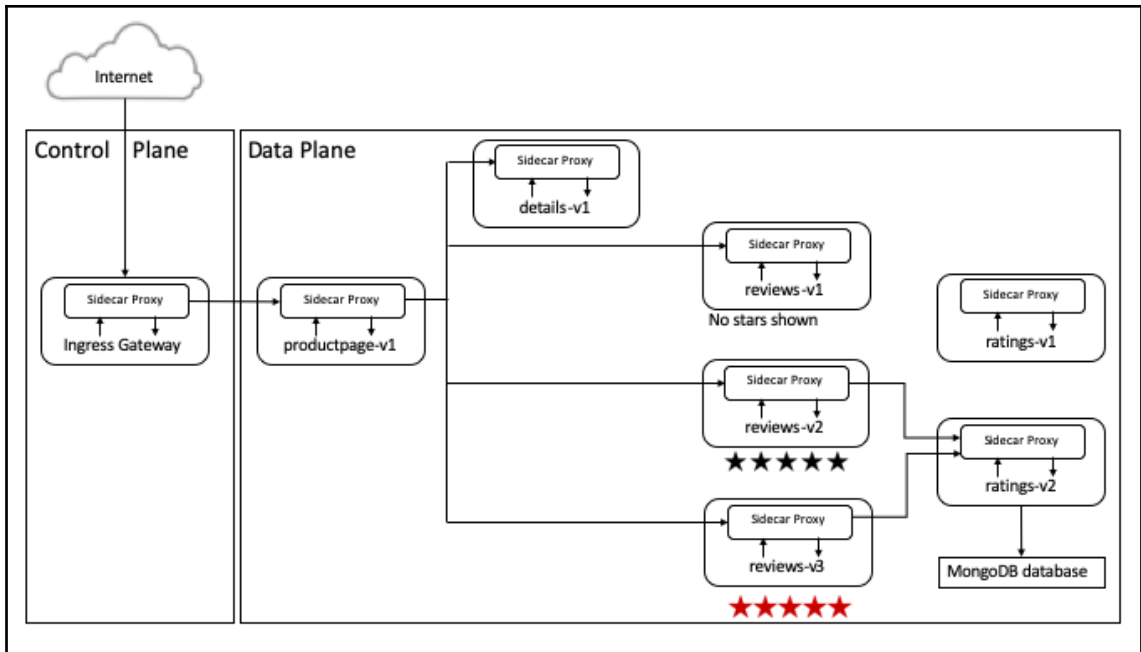 Internet
Control Plane
Data Plane
Sidecar Proxy
details-v1
Sidecar Proxy
reviews-v1
No stars shown
Sidecar Proxy
Ingress Gateway
Sidecar Proxy
productpage-v1
Sidecar Proxy
ratings-v1
Sidecar Proxy
reviews-v2
Sidecar Proxy
ratings-v2
Sidecar Proxy
reviews-v3
MongoDB database